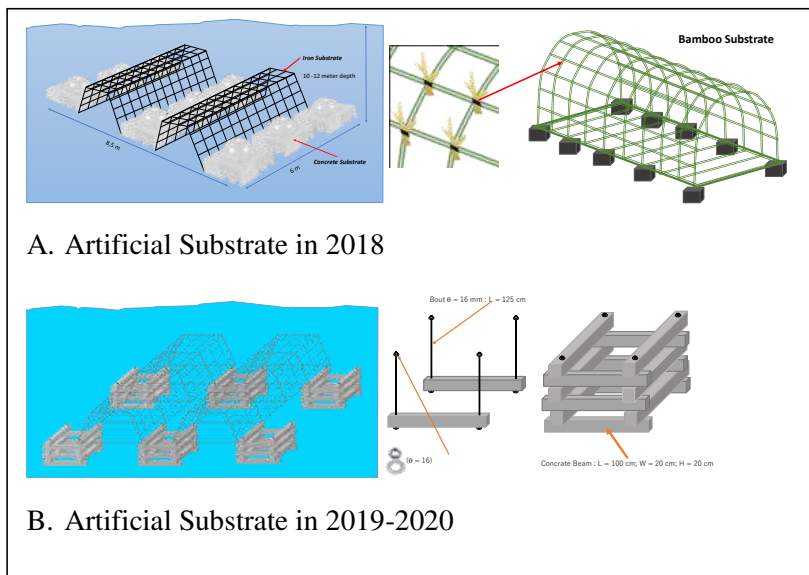 Iron Substrate
10 -12 meter depth
8,5 m
6 m
Concrete Substrate
Bamboo Substrate
A. Artificial Substrate in 2018
Bout θ = 16 mm : L = 125 cm
(θ = 16)
Concrate Beam : L = 100 cm; W = 20 cm; H = 20 cm
B. Artificial Substrate in 2019-2020